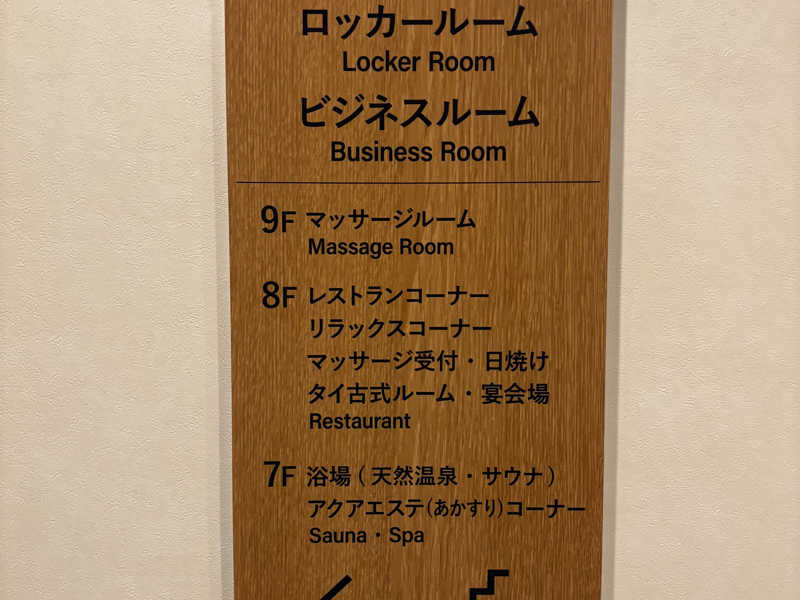 ロッカールーム
Locker Room
ビジネスルーム
Business Room
9F マッサージルーム
Massage Room
8F レストランコーナー
リラックスコーナー
マッサージ受付・日焼け
タイ古式ルーム・宴会場
Restaurant
7F 浴場(天然温泉・サウナ)
アクアエステ(あかすり)コーナー
Sauna・Spa